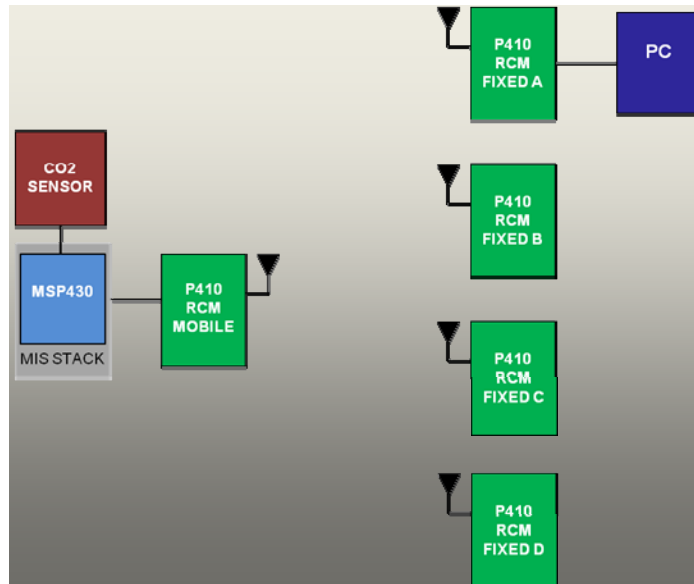 P410
RCM
FIXED A
PC
CO2
SENSOR
P410
RCM
FIXED B
MSP430
P410
RCM
MOBILE
MIS STACK
P410
RCM
FIXED C
P410
RCM
FIXED D